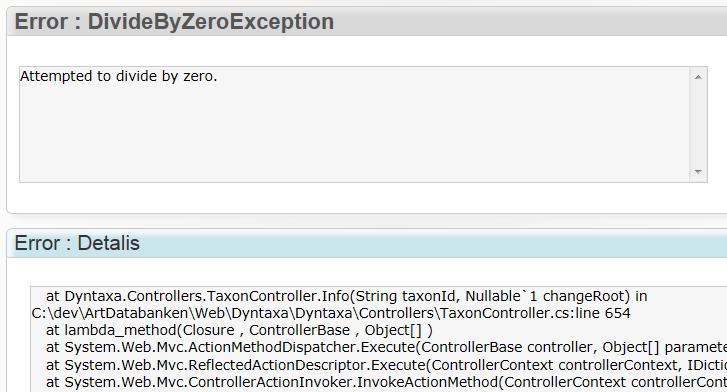 Error : DivideByZeroException
Attempted to divide by zero.
Error : Detalis
at Dyntaxa.Controllers.TaxonController.Info(String taxonId, Nullable`1 changeRoot) in
C:\dev\ArtDatabanken\Web\Dyntaxa\Dyntaxa\Controllers\TaxonController.cs:line 654
at lambda_method(Closure , ControllerBase , Object[] )
at System.Web.Mvc.ActionMethodDispatcher.Execute(ControllerBase controller, Object[] paramete
at System.Web.Mvc.ReflectedActionDescriptor.Execute(ControllerContext controllerContext, IDictio
at System.Web.Mvc.ControllerActionInvoker.InvokeActionMethod(ControllerContext controllerCont